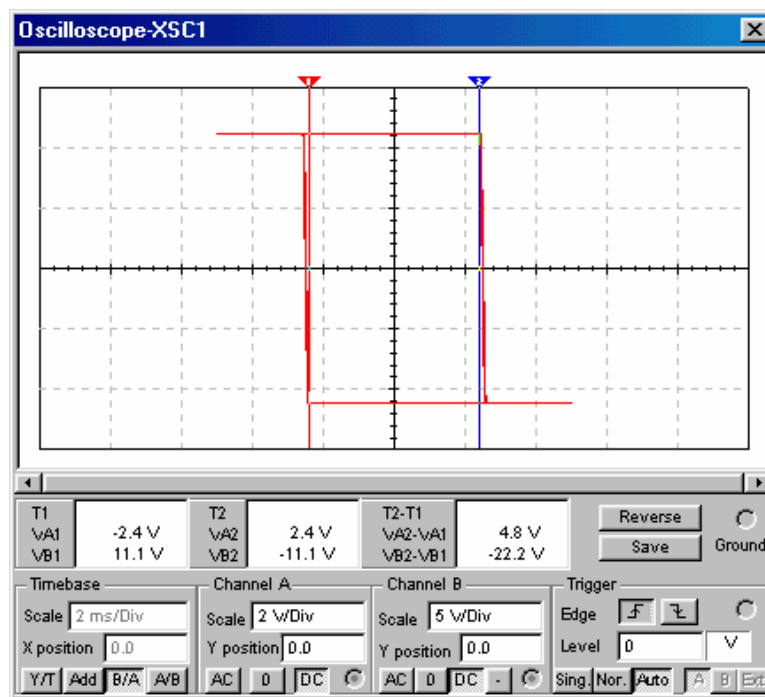 Oscilloscope-XSC1
1
2
T1
VA1 -2.4 V
VB1 11.1 V
T2
VA2 2.4 V
VB2 -11.1 V
T2-T1
VA2-VA1 4.8 V
VB2-VB1 -22.2 V
Reverse
Save
Ground
Timebase
Scale 2 ms/Div
X position 0.0
Y/T Add B/A A/B
Channel A
Scale 2 V/Div
Y position 0.0
AC 0 DC
Channel B
Scale 5 V/Div
Y position 0.0
AC 0 DC -
Trigger
Edge
Level 0 V
Sing. Nor. Auto A B Ext